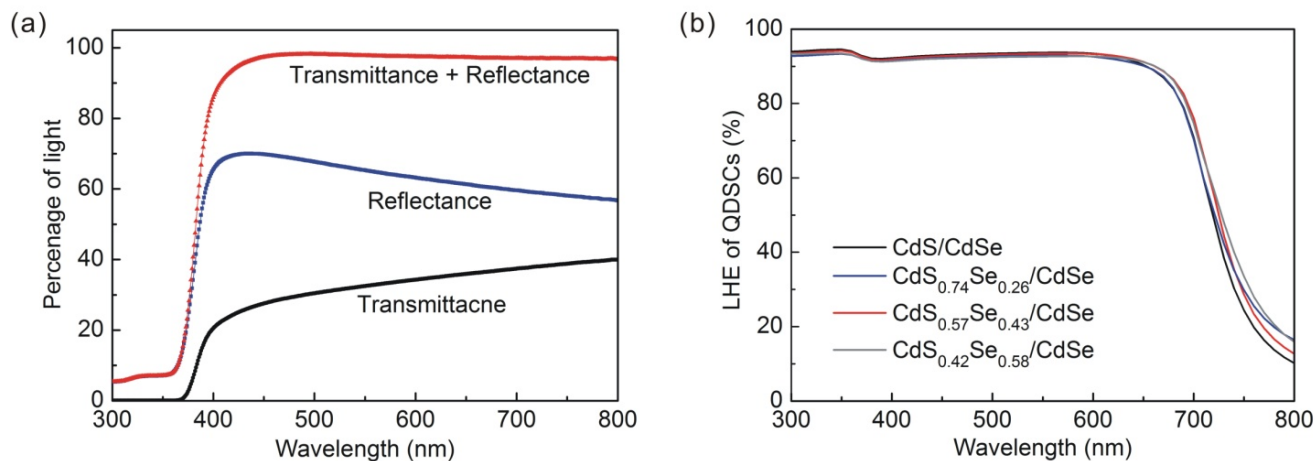 (a)
Percenage of light
100
80
60
40
20
0
Transmittance + Reflectance
Reflectance
Transmittacne
300 400 500 600 700 800
Wavelength (nm)
(b)
LHE of QDSCs (%)
100
80
60
40
20
0
CdS/CdSe
CdS0.74Se0.26/CdSe
CdS0.57Se0.43/CdSe
CdS0.42Se0.58/CdSe
300 400 500 600 700 800
Wavelength (nm)